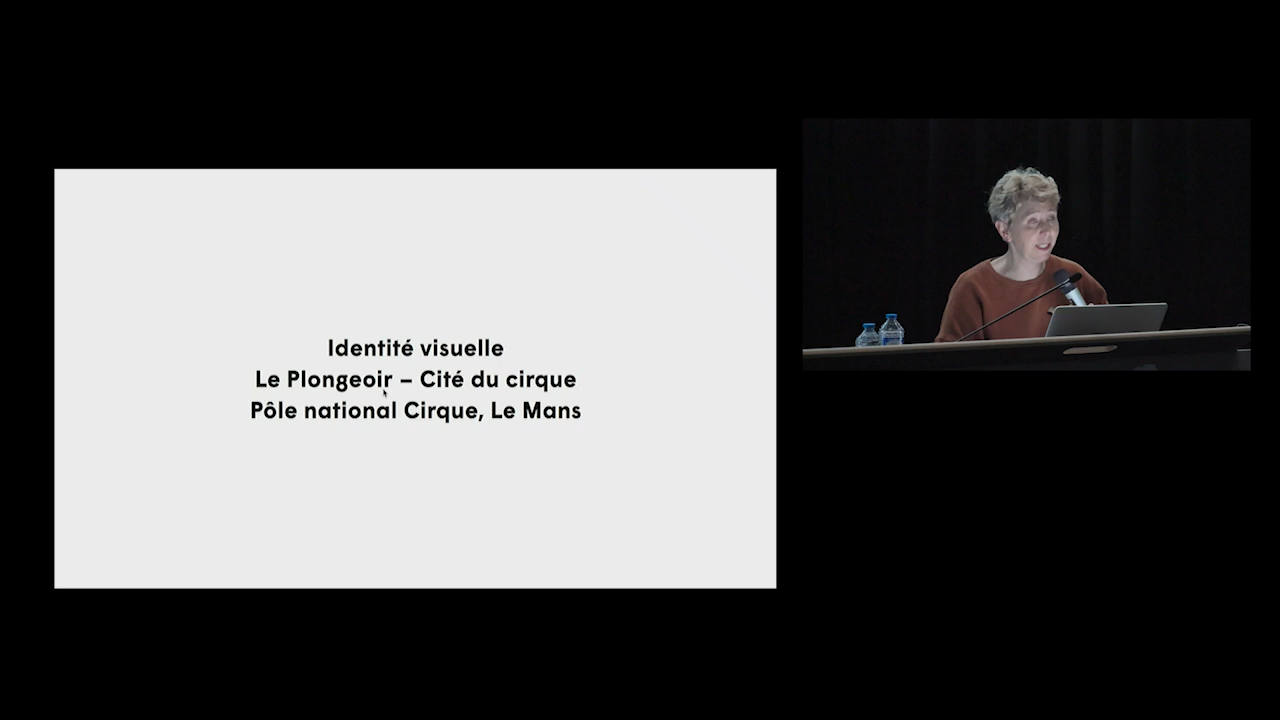 Identité visuelle
Le Plongeoir – Cité du cirque
Pôle national Cirque, Le Mans